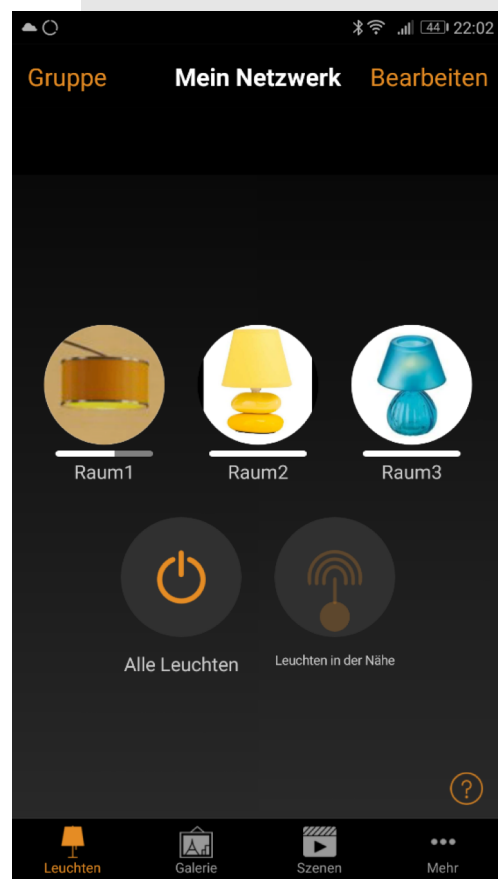 44 22:02
Gruppe Mein Netzwerk Bearbeiten
Raum1 Raum2 Raum3
Alle Leuchten Leuchten in der Nähe
?
Leuchten Galerie Szenen Mehr